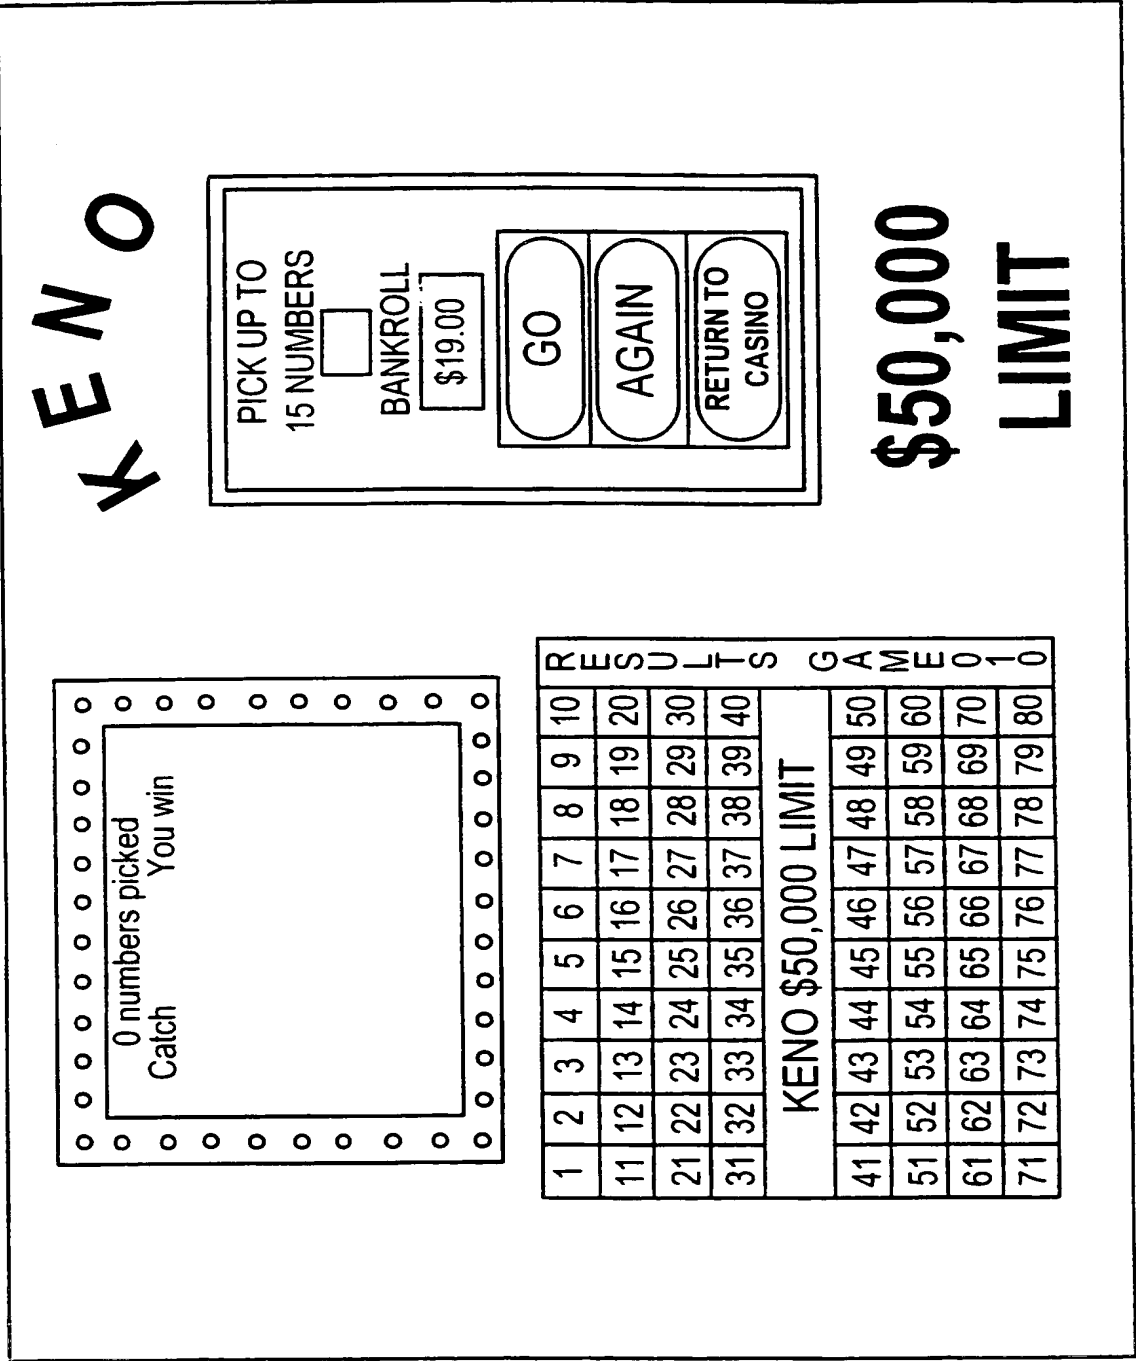 KENO
0 numbers picked
Catch You win
PICK UP TO
15 NUMBERS
BANKROLL
$19.00
GO
AGAIN
RETURN TO
CASINO
1 2 3 4 5 6 7 8 9 10
11 12 13 14 15 16 17 18 19 20
21 22 23 24 25 26 27 28 29 30
31 32 33 34 35 36 37 38 39 40
KENO $50,000 LIMIT
41 42 43 44 45 46 47 48 49 50
51 52 53 54 55 56 57 58 59 60
61 62 63 64 65 66 67 68 69 70
71 72 73 74 75 76 77 78 79 80
RESULTS GAME 010
$50,000
LIMIT